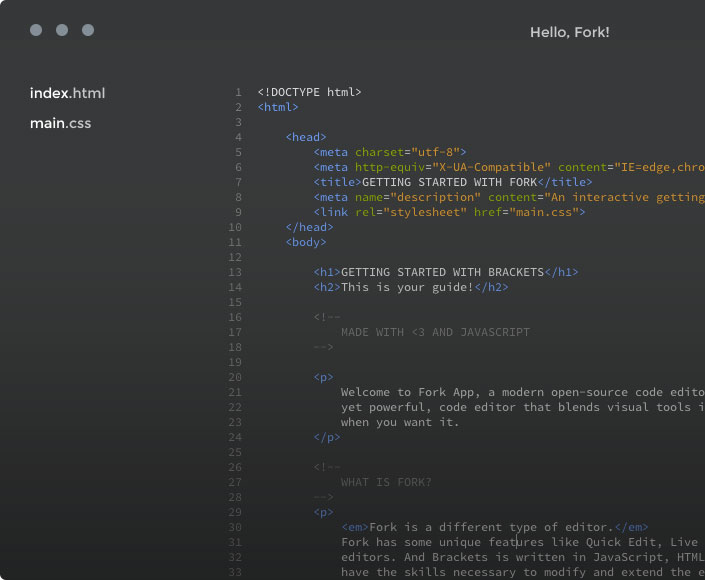 Hello, Fork!
index.html
main.css
1 <!DOCTYPE html>
2 <html>
3
4 <head>
5 <meta charset="utf-8">
6 <meta http-equiv="X-UA-Compatible" content="IE=edge,chro
7 <title>GETTING STARTED WITH FORK</title>
8 <meta name="description" content="An interactive getting
9 <link rel="stylesheet" href="main.css">
10 </head>
11 <body>
12
13 <h1>GETTING STARTED WITH BRACKETS</h1>
14 <h2>This is your guide!</h2>
15
16 <!--
17 MADE WITH <3 AND JAVASCRIPT
18 -->
19
20 <p>
21 Welcome to Fork App, a modern open-source code edito
22 yet powerful, code editor that blends visual tools i
23 when you want it.
24 </p>
25
26 <!--
27 WHAT IS FORK?
28 -->
29 <p>
30 <em>Fork is a different type of editor.</em>
31 Fork has some unique features like Quick Edit, Live
32 editors. And Brackets is written in JavaScript, HTML
33 have the skills necessary to modify and extend the e